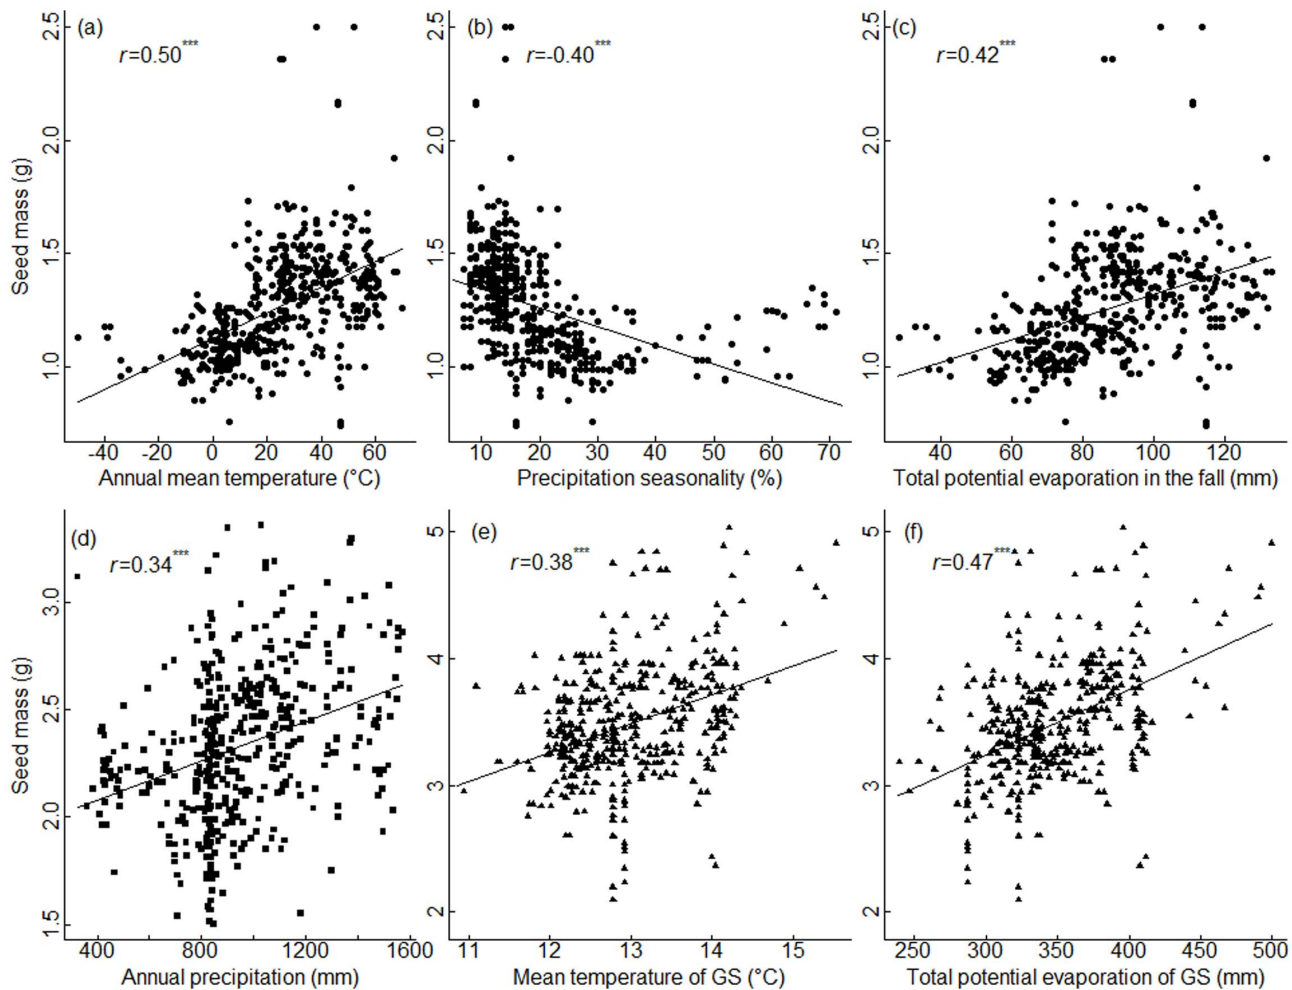 (a)
r=0.50***
2.5
2.0
1.5
1.0
Seed mass (g)
-40 -20 0 20 40 60
Annual mean temperature (°C)
(b)
r=-0.40***
2.5
2.0
1.5
1.0
10 20 30 40 50 60 70
Precipitation seasonality (%)
(c)
r=0.42***
2.5
2.0
1.5
1.0
40 60 80 100 120
Total potential evaporation in the fall (mm)
(d)
r=0.34***
3.0
2.5
2.0
1.5
Seed mass (g)
400 800 1200 1600
Annual precipitation (mm)
(e)
r=0.38***
5
4
3
2
11 12 13 14 15
Mean temperature of GS (°C)
(f)
r=0.47***
5
4
3
2
250 300 350 400 450 500
Total potential evaporation of GS (mm)